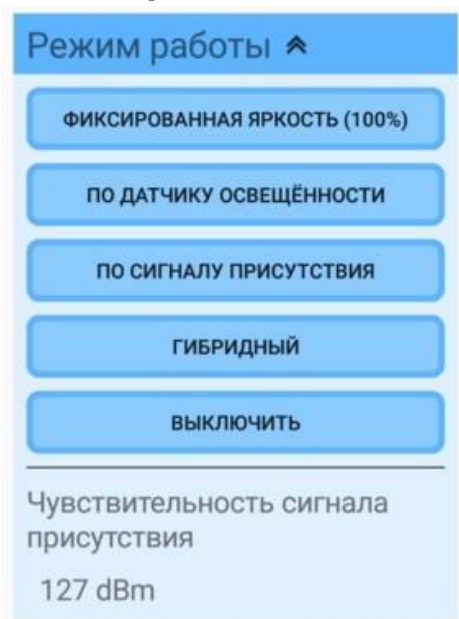 Режим работы
ФИКСИРОВАННАЯ ЯРКОСТЬ (100%)
ПО ДАТЧИКУ ОСВЕЩЁННОСТИ
ПО СИГНАЛУ ПРИСУТСТВИЯ
ГИБРИДНЫЙ
ВЫКЛЮЧИТЬ
Чувствительность сигнала
присутствия
127 dBm